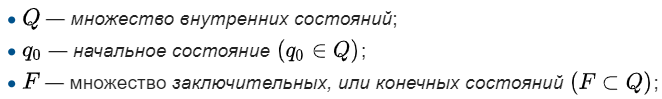 • Q — множество внутренних состояний;
• q₀ — начальное состояние (q₀ ∈ Q);
• F — множество заключительных, или конечных состояний (F ⊂ Q);